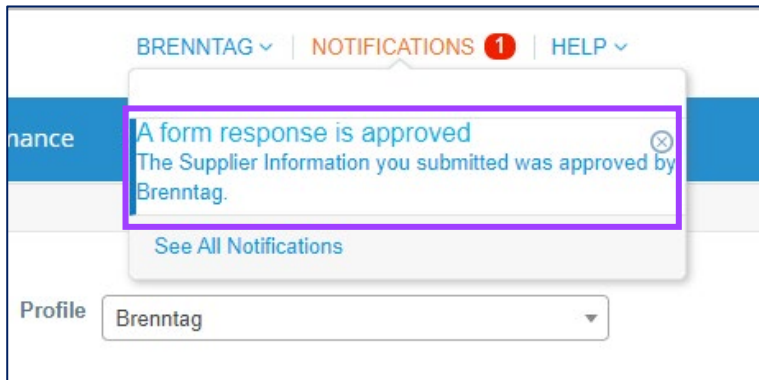 BRENNTAG NOTIFICATIONS 1 HELP
A form response is approved
The Supplier Information you submitted was approved by
Brenntag.
See All Notifications
Profile Brenntag